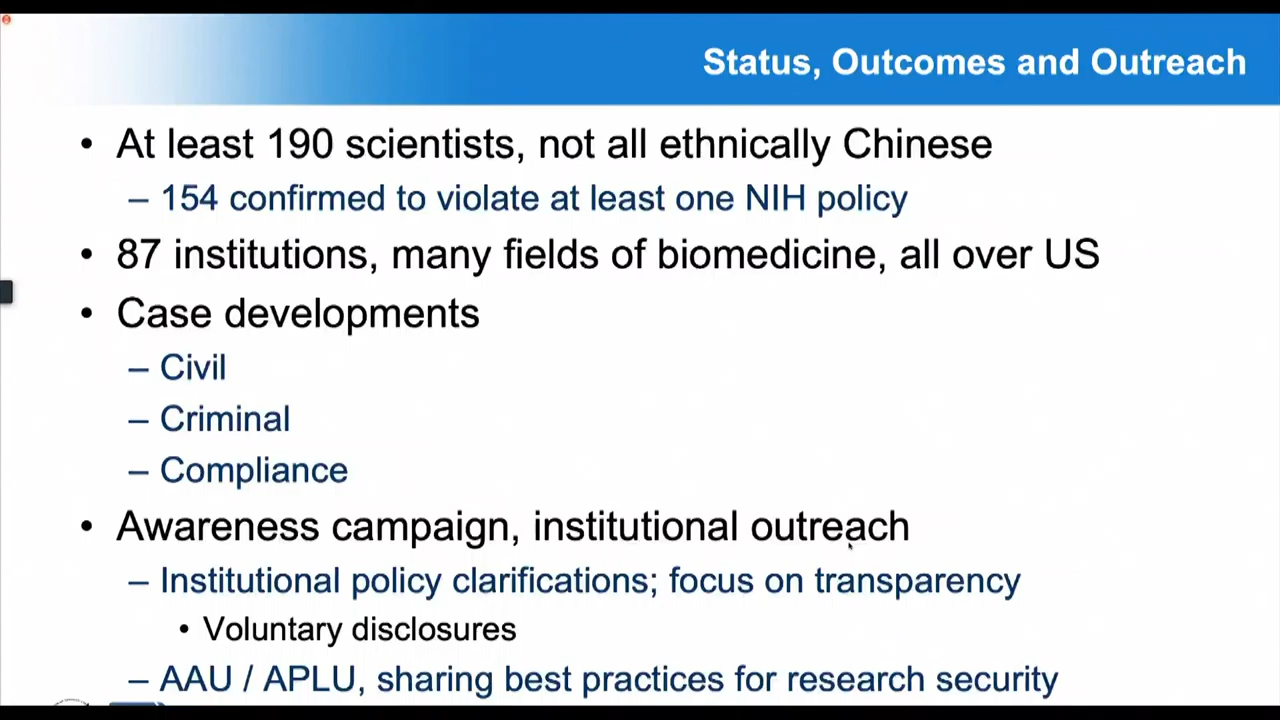 Status, Outcomes and Outreach
• At least 190 scientists, not all ethnically Chinese
– 154 confirmed to violate at least one NIH policy
• 87 institutions, many fields of biomedicine, all over US
• Case developments
– Civil
– Criminal
– Compliance
• Awareness campaign, institutional outreach
– Institutional policy clarifications; focus on transparency
• Voluntary disclosures
– AAU / APLU, sharing best practices for research security